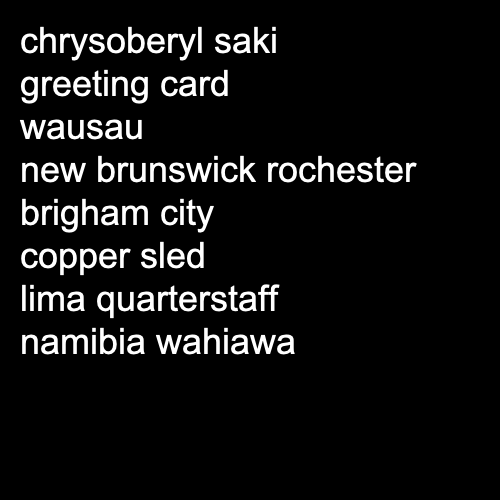 chrysoberyl saki
greeting card
wausau
new brunswick rochester
brigham city
copper sled
lima quarterstaff
namibia wahiawa